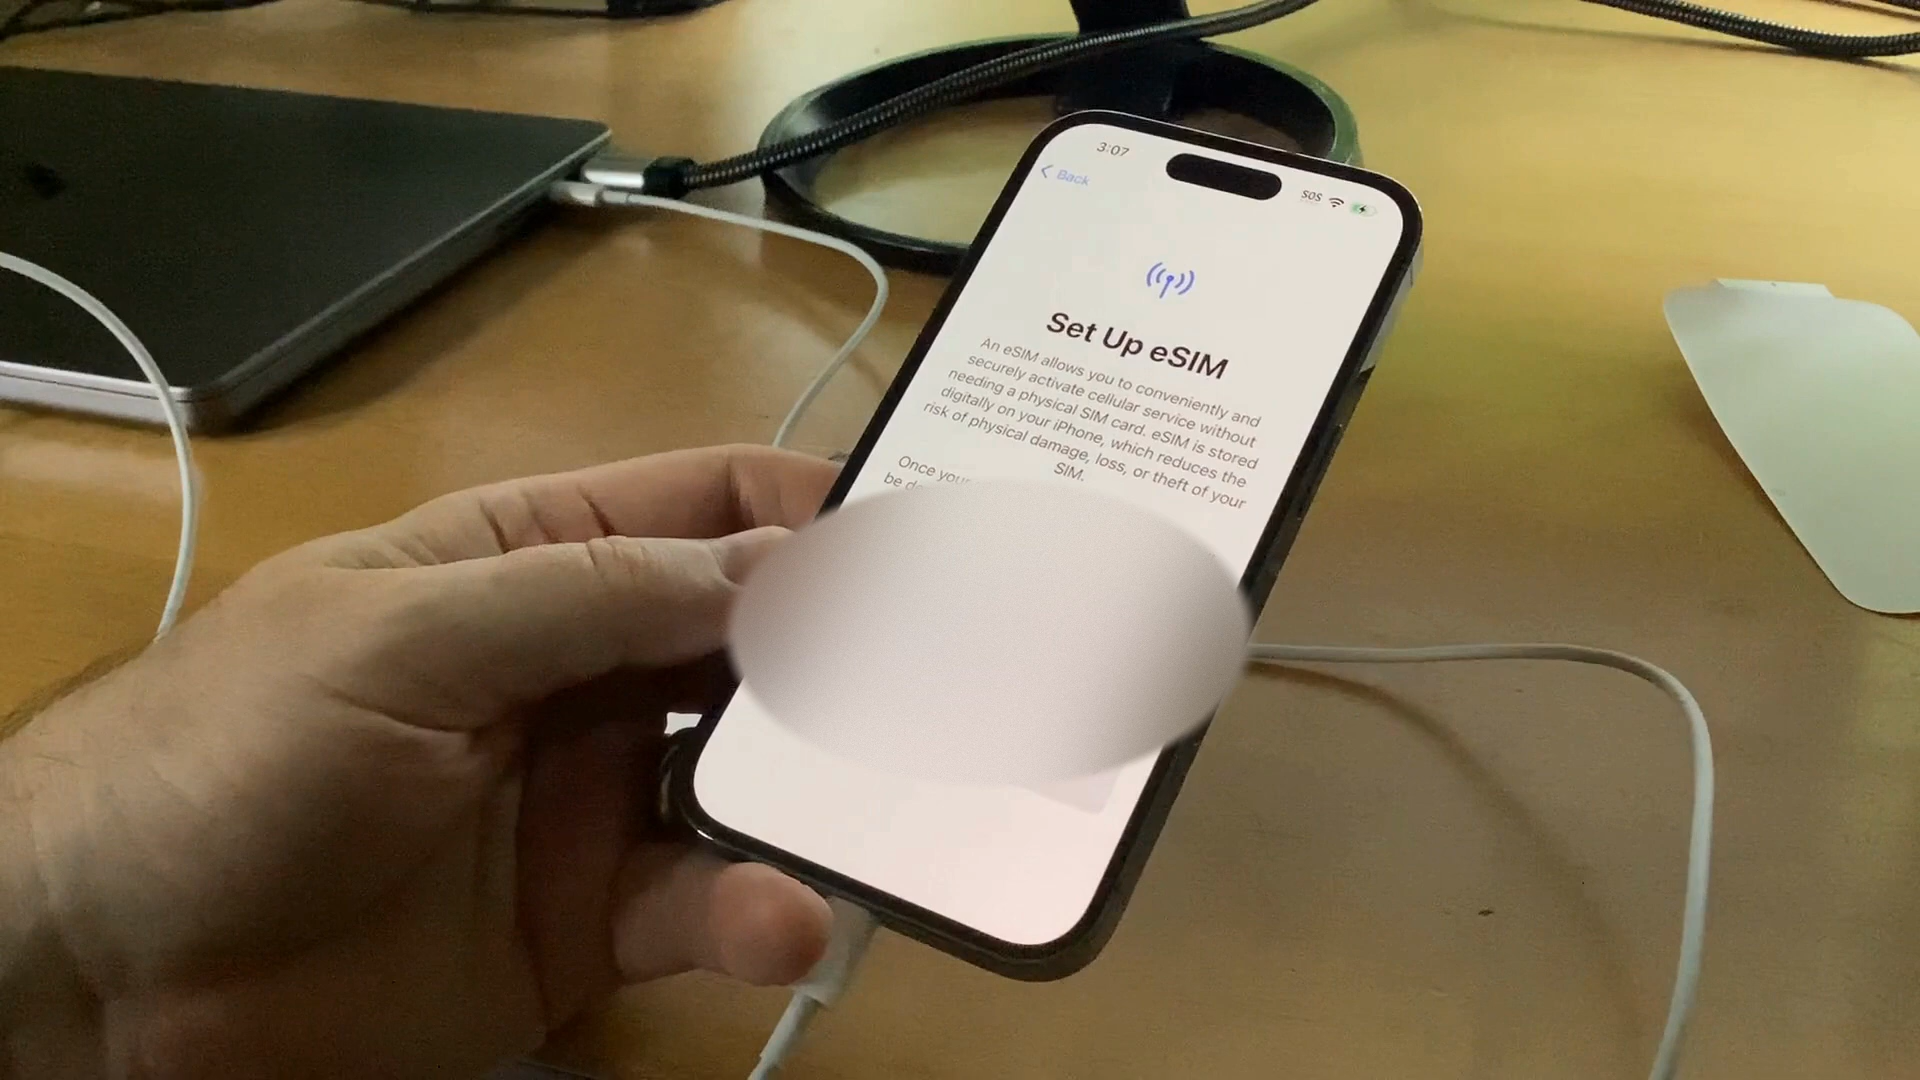 3:07
SOS
Back
Set Up eSIM
An eSIM allows you to conveniently and
securely activate cellular service without
needing a physical SIM card. eSIM is stored
digitally on your iPhone, which reduces the
risk of physical damage, loss, or theft of your
SIM.
Once your
be